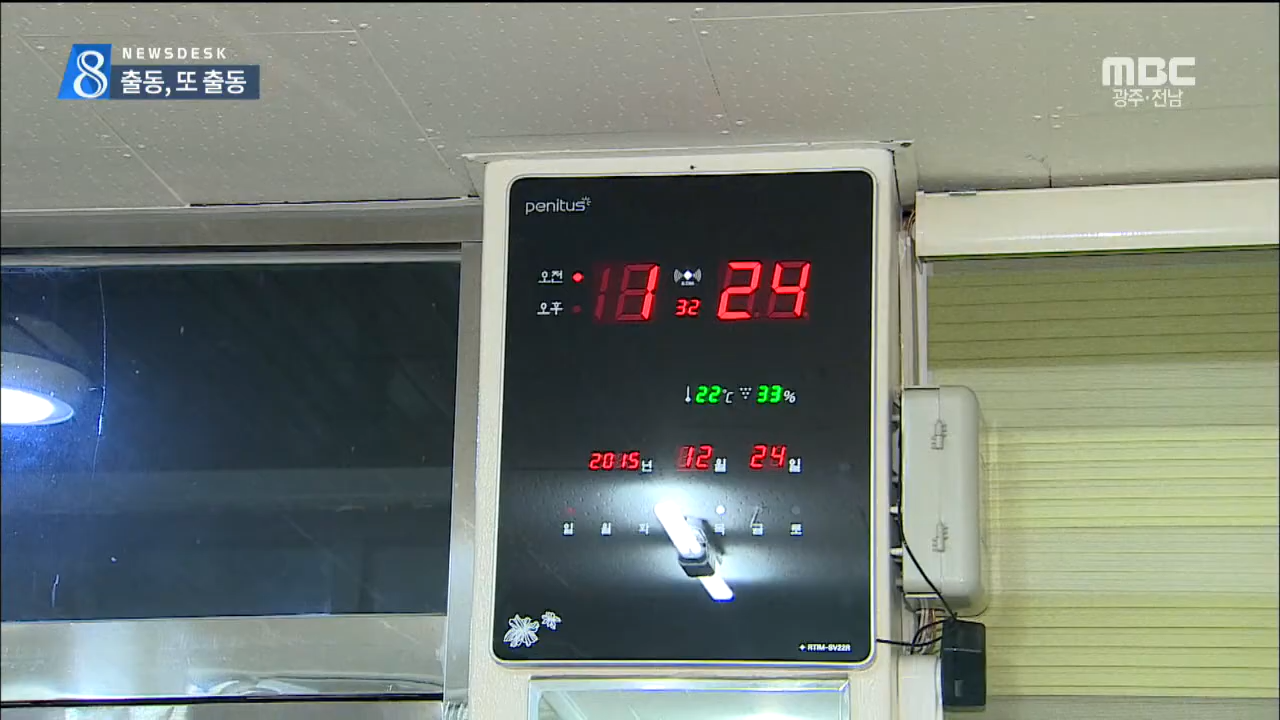 8 NEWSDESK
출동, 또 출동
MBC
광주·전남
penitus
오전 1 24
오후 32
22℃ 33%
2015년 12월 24일
일 월 화 목 금 토
RTIM-SV22R